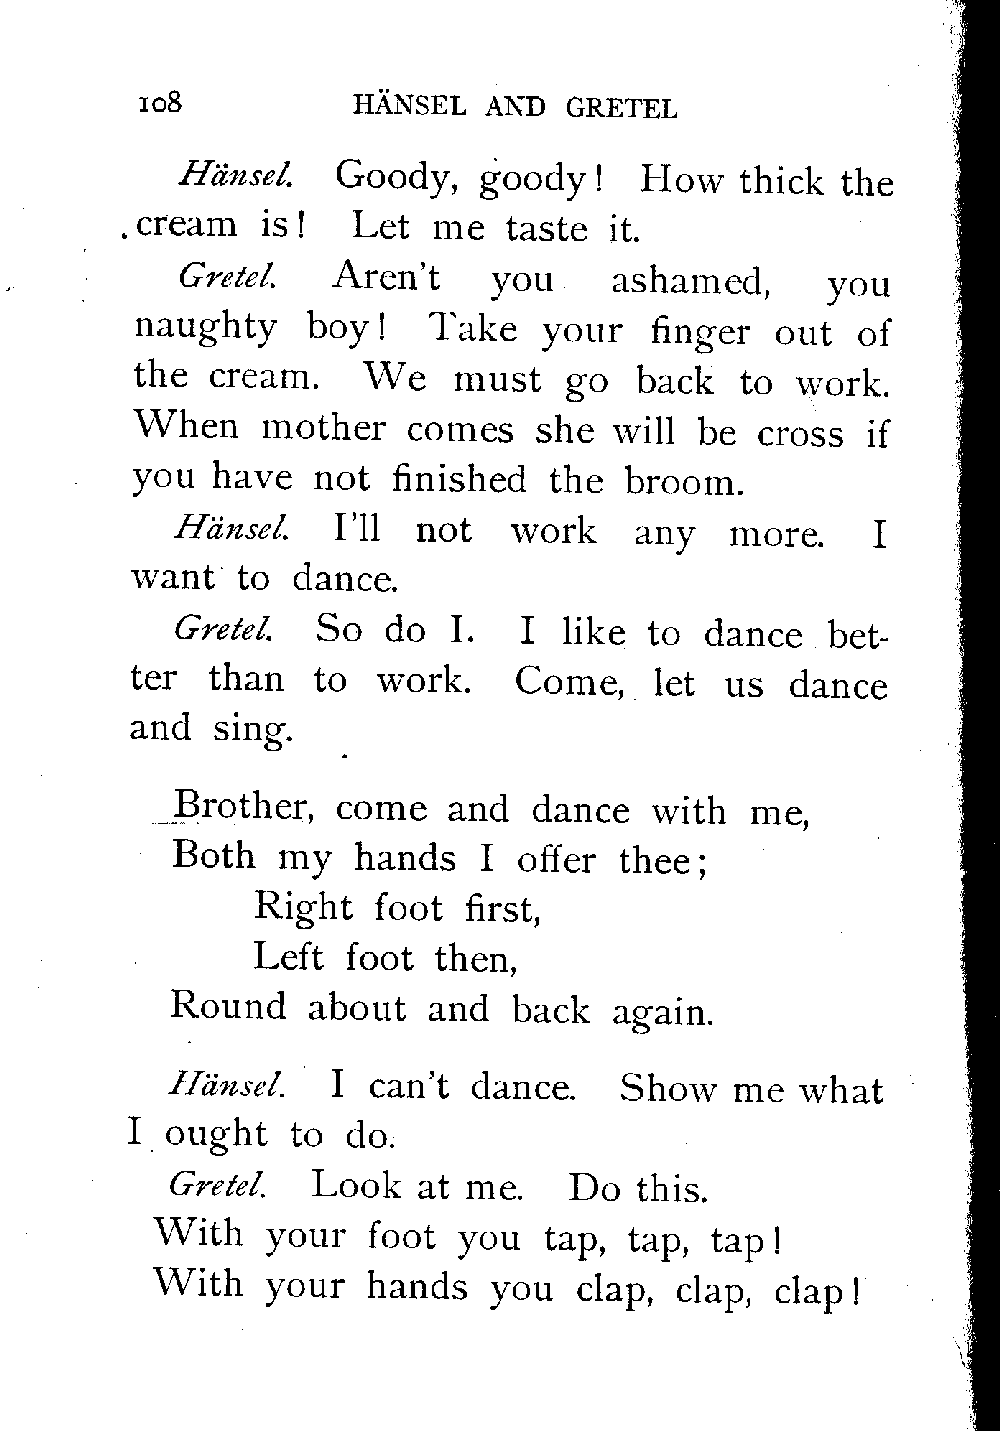 108 HÄNSEL AND GRETEL
Hänsel. Goody, goody! How thick the
cream is! Let me taste it.
Gretel. Aren't you ashamed, you
naughty boy! Take your finger out of
the cream. We must go back to work.
When mother comes she will be cross if
you have not finished the broom.
Hänsel. I'll not work any more. I
want to dance.
Gretel. So do I. I like to dance bet-
ter than to work. Come, let us dance
and sing.
Brother, come and dance with me,
Both my hands I offer thee;
Right foot first,
Left foot then,
Round about and back again.
Hänsel. I can't dance. Show me what
I ought to do.
Gretel. Look at me. Do this.
With your foot you tap, tap, tap!
With your hands you clap, clap, clap!